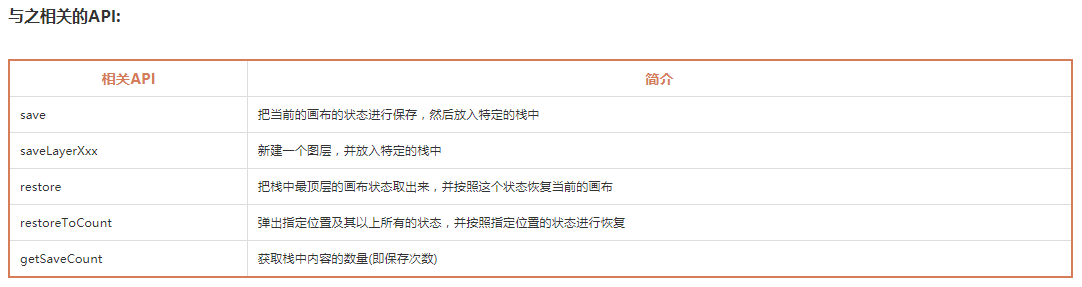 与之相关的API:
相关API 简介
save 把当前的画布的状态进行保存，然后放入特定的栈中
saveLayerXxx 新建一个图层，并放入特定的栈中
restore 把栈中最顶层的画布状态取出来，并按照这个状态恢复当前的画布
restoreToCount 弹出指定位置及其以上所有的状态，并按照指定位置的状态进行恢复
getSaveCount 获取栈中内容的数量(即保存次数)